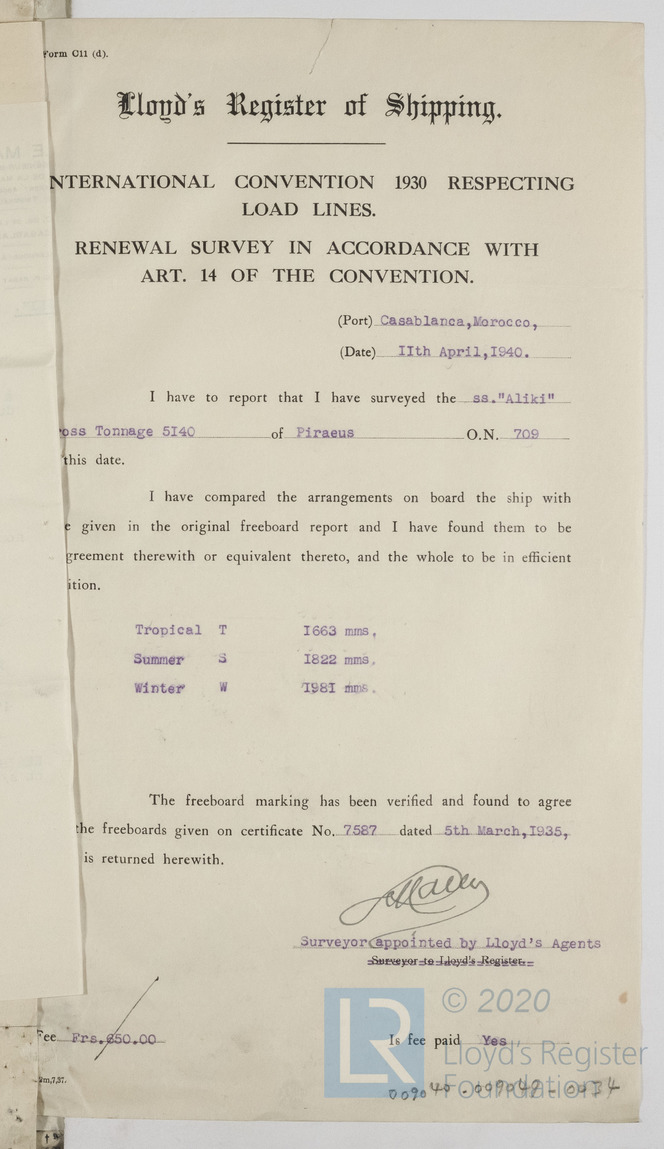 Form C11 (d).
Lloyd's Register of Shipping.
NTERNATIONAL CONVENTION 1930 RESPECTING
LOAD LINES.
RENEWAL SURVEY IN ACCORDANCE WITH
ART. 14 OF THE CONVENTION.
(Port) Casablanca,Morocco,
(Date) IIth April,I940.
I have to report that I have surveyed the ss."Aliki"
oss Tonnage 5I40 of Piraeus O.N. 709
this date.
I have compared the arrangements on board the ship with
e given in the original freeboard report and I have found them to be
greement therewith or equivalent thereto, and the whole to be in efficient
ition.
Tropical T I663 mms.
Summer S I822 mms.
Winter W I98I mms.
The freeboard marking has been verified and found to agree
the freeboards given on certificate No. 7587 dated 5th March,I935,
is returned herewith.
Surveyor appointed by Lloyd's Agents
Surveyor to Lloyd's Register.
Fee Frs.650.00 Is fee paid Yes
© 2020
LR
Lloyd's Register
Foundation
009040-009049-0034